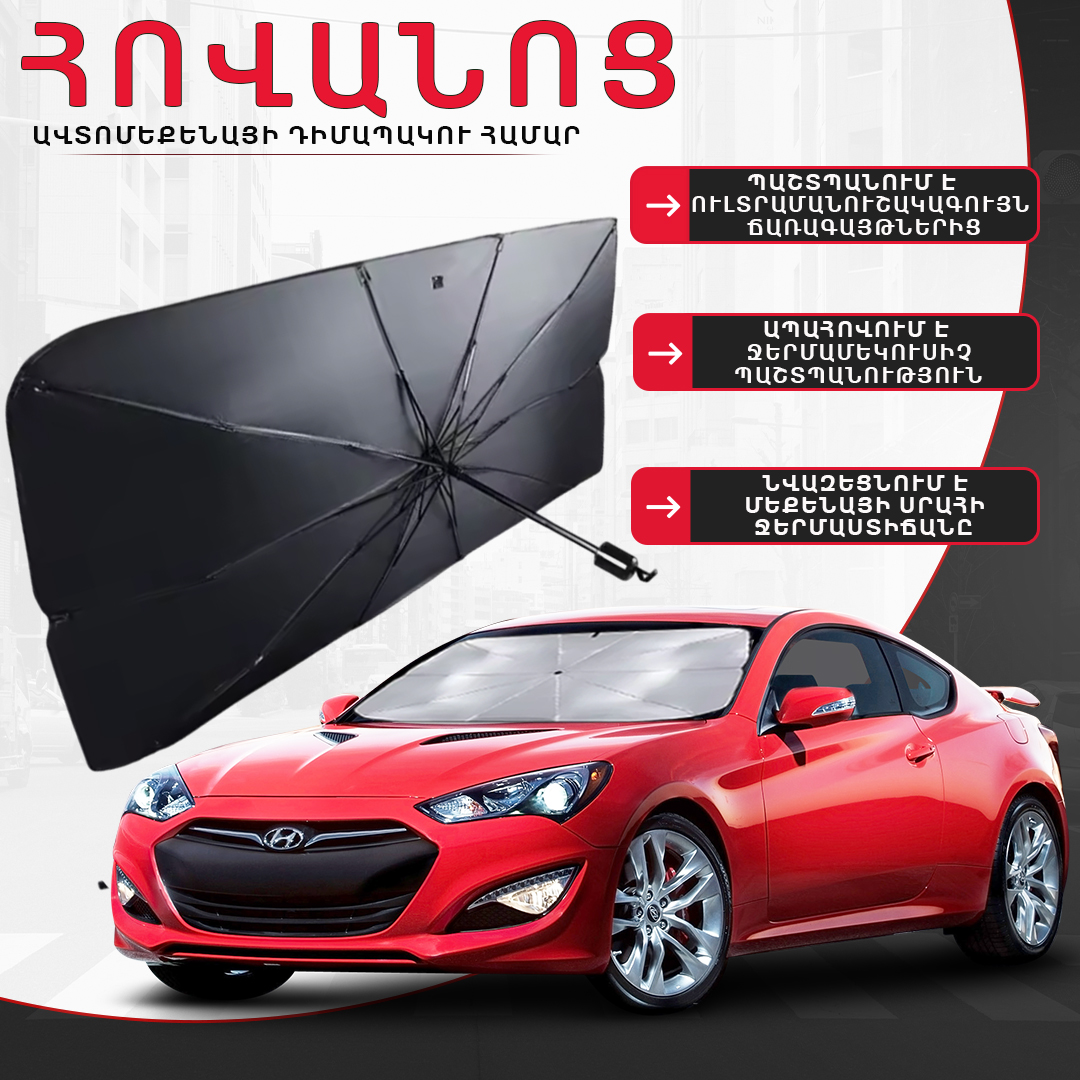 ՀՈՎԱՆՈՑ
ԱՎՏՈՄԵՔԵՆԱՅԻ ԴԻՄԱՊԱԿՈՒ ՀԱՄԱՐ
ՊԱՇՏՊԱՆՈՒՄ Է
ՈՒԼՏՐԱՄԱՆՈՒՇԱԿԱԳՈՒՅՆ
ՃԱՌԱԳԱՅԹՆԵՐԻՑ
ԱՊԱՀՈՎՈՒՄ Է
ՋԵՐՄԱՄԵԿՈՒՍԻՉ
ՊԱՇՏՊԱՆՈՒԹՅՈՒՆ
ՆՎԱԶԵՑՆՈՒՄ Է
ՄԵՔԵՆԱՅԻ ՍՐԱՀԻ
ՋԵՐՄԱՍՏԻՃԱՆԸ